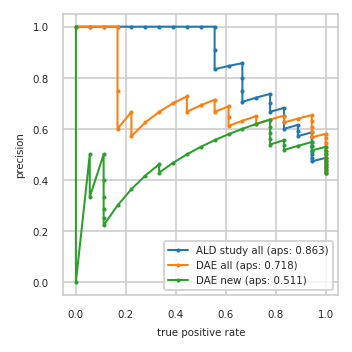 1.0
0.8
0.6
0.4
0.2
0.0
precision
ALD study all (aps: 0.863)
DAE all (aps: 0.718)
DAE new (aps: 0.511)
0.0 0.2 0.4 0.6 0.8 1.0
true positive rate